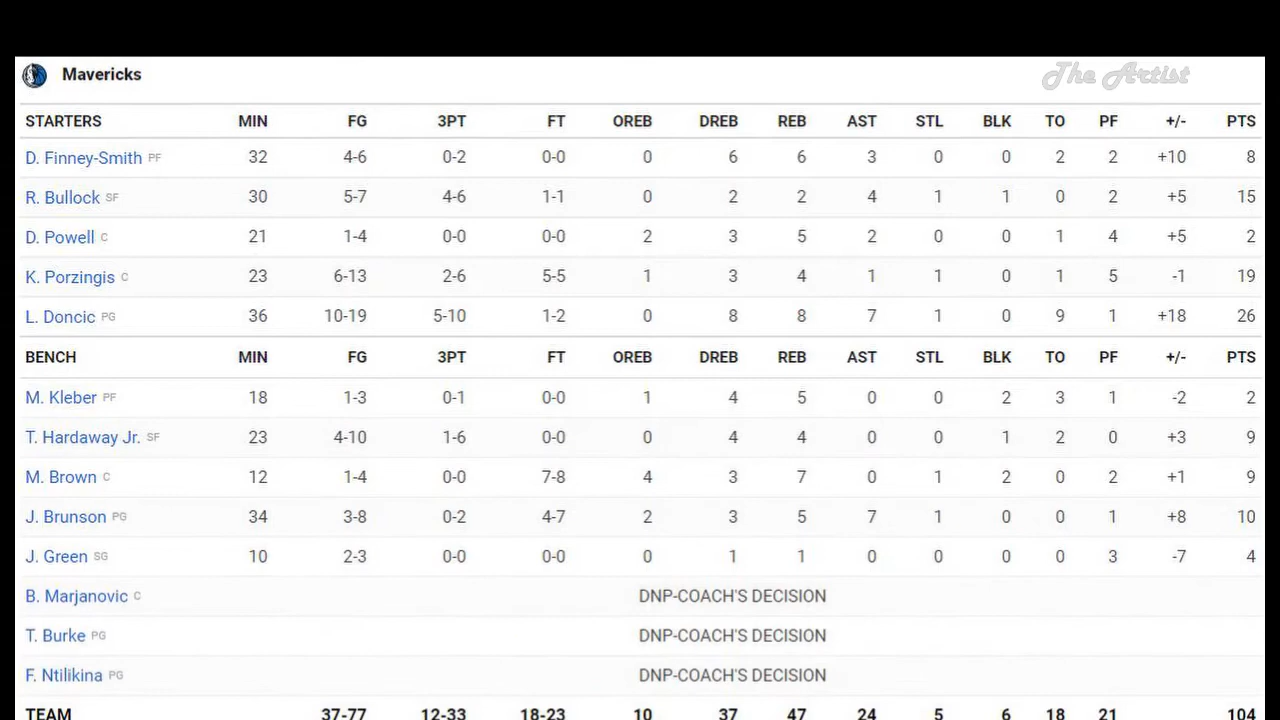 Mavericks The Artist
STARTERS MIN FG 3PT FT OREB DREB REB AST STL BLK TO PF +/- PTS
D. Finney-Smith PF 32 4-6 0-2 0-0 0 6 6 3 0 0 2 2 +10 8
R. Bullock SF 30 5-7 4-6 1-1 0 2 2 4 1 1 0 2 +5 15
D. Powell C 21 1-4 0-0 0-0 2 3 5 2 0 0 1 4 +5 2
K. Porzingis C 23 6-13 2-6 5-5 1 3 4 1 1 0 1 5 -1 19
L. Doncic PG 36 10-19 5-10 1-2 0 8 8 7 1 0 9 1 +18 26
BENCH MIN FG 3PT FT OREB DREB REB AST STL BLK TO PF +/- PTS
M. Kleber PF 18 1-3 0-1 0-0 1 4 5 0 0 2 3 1 -2 2
T. Hardaway Jr. SF 23 4-10 1-6 0-0 0 4 4 0 0 1 2 0 +3 9
M. Brown C 12 1-4 0-0 7-8 4 3 7 0 1 2 0 2 +1 9
J. Brunson PG 34 3-8 0-2 4-7 2 3 5 7 1 0 0 1 +8 10
J. Green SG 10 2-3 0-0 0-0 0 1 1 0 0 0 0 3 -7 4
B. Marjanovic C DNP-COACH'S DECISION
T. Burke PG DNP-COACH'S DECISION
F. Ntilikina PG DNP-COACH'S DECISION
TEAM 37-77 12-33 18-23 10 37 47 24 5 6 18 21 104